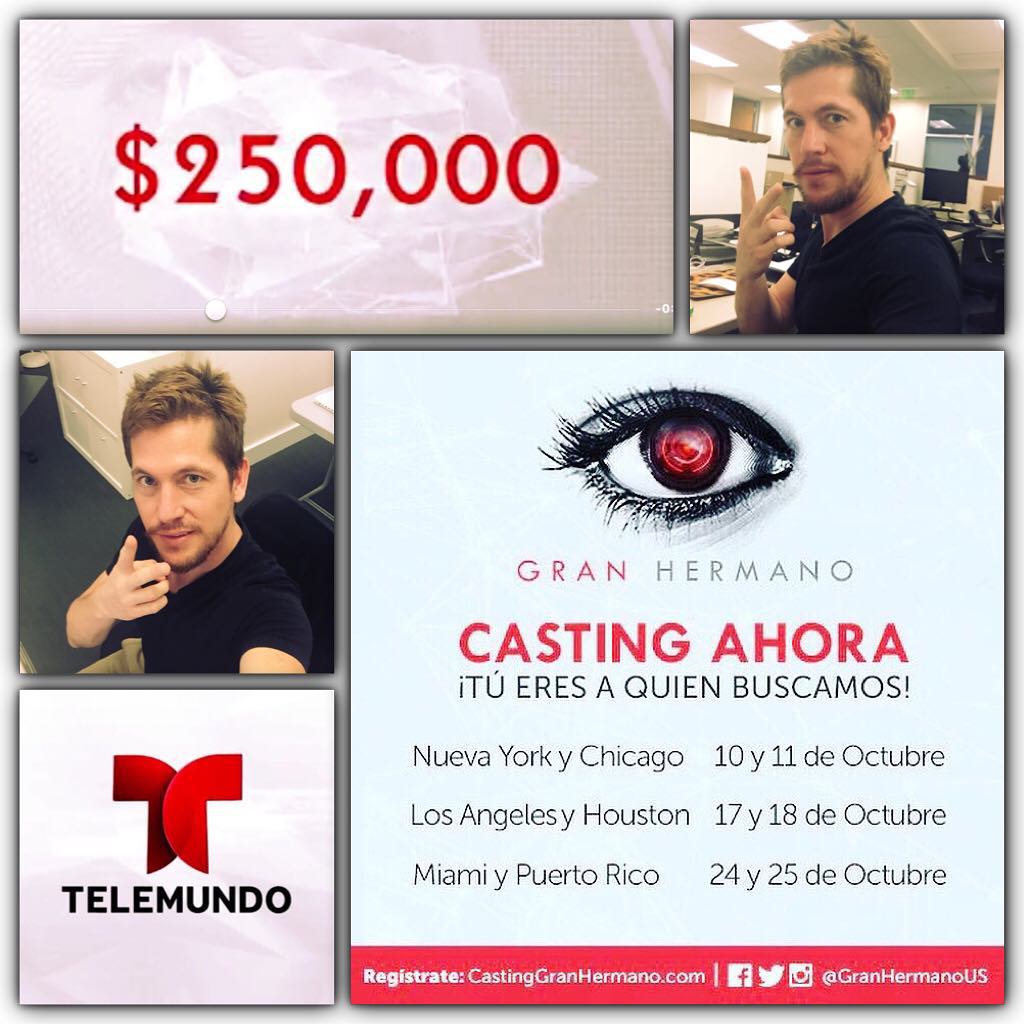 $250,000
GRAN HERMANO
CASTING AHORA
¡TÚ ERES A QUIEN BUSCAMOS!
Nueva York y Chicago 10 y 11 de Octubre
Los Angeles y Houston 17 y 18 de Octubre
Miami y Puerto Rico 24 y 25 de Octubre
TELEMUNDO
Regístrate: CastingGranHermano.com | @GranHermanoUS